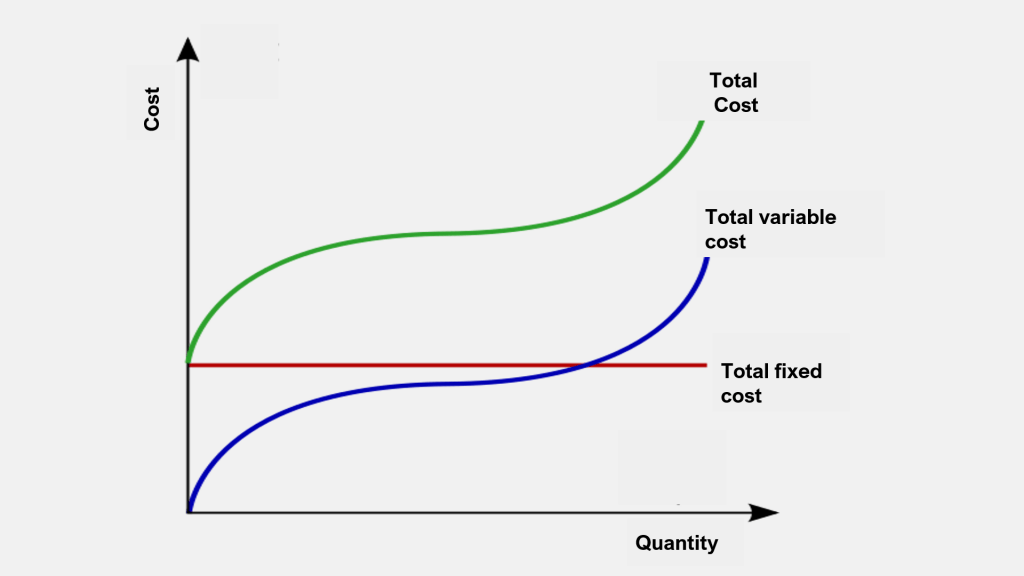 Cost
Total
Cost
Total variable
cost
Total fixed
cost
Quantity